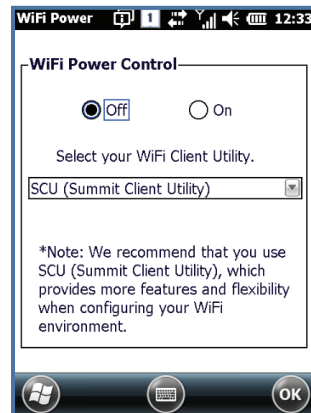 WiFi Power 1 12:33
WiFi Power Control
Off On
Select your WiFi Client Utility.
SCU (Summit Client Utility)
*Note: We recommend that you use
SCU (Summit Client Utility), which
provides more features and flexibility
when configuring your WiFi
environment.
OK